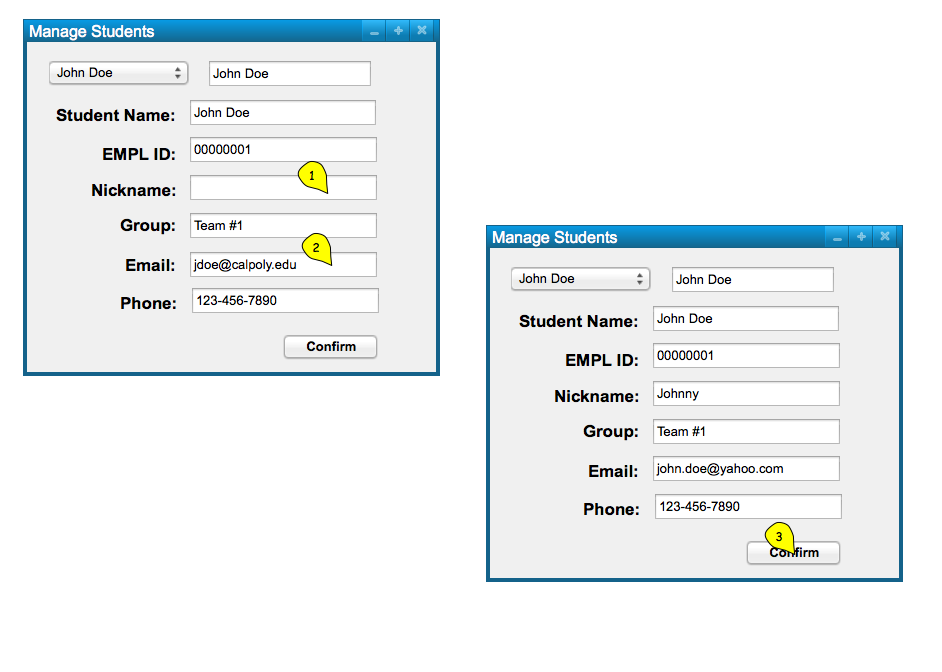 Manage Students
John Doe John Doe
Student Name: John Doe
EMPL ID: 00000001
1
Nickname:
Group: Team #1
2
Email: jdoe@calpoly.edu
Phone: 123-456-7890
Confirm
Manage Students
John Doe John Doe
Student Name: John Doe
EMPL ID: 00000001
Nickname: Johnny
Group: Team #1
Email: john.doe@yahoo.com
Phone: 123-456-7890
3
Confirm